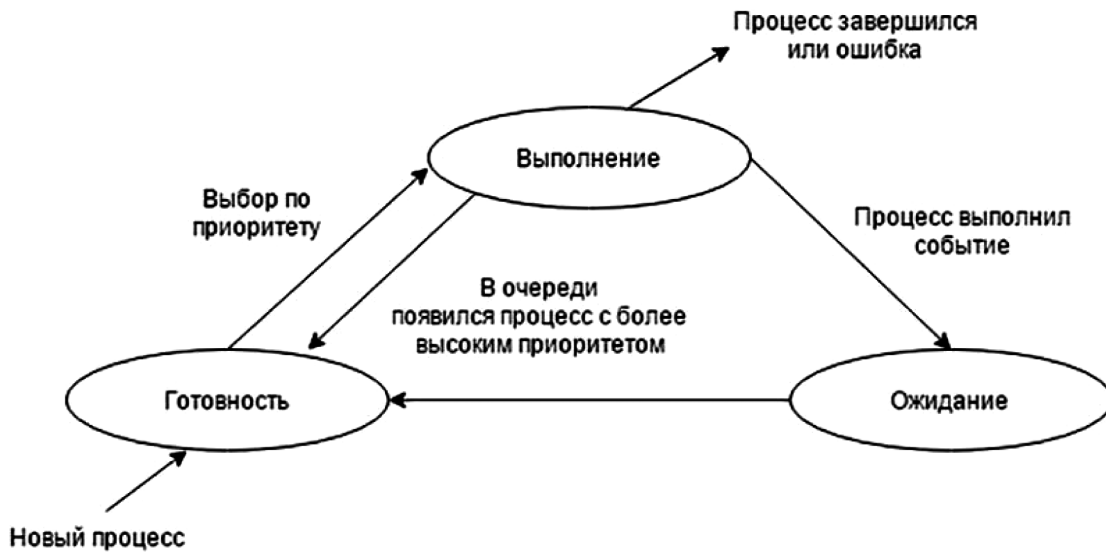 Процесс завершился
или ошибка
Выполнение
Выбор по
приоритету
Процесс выполнил
событие
В очереди
появился процесс с более
высоким приоритетом
Готовность
Ожидание
Новый процесс